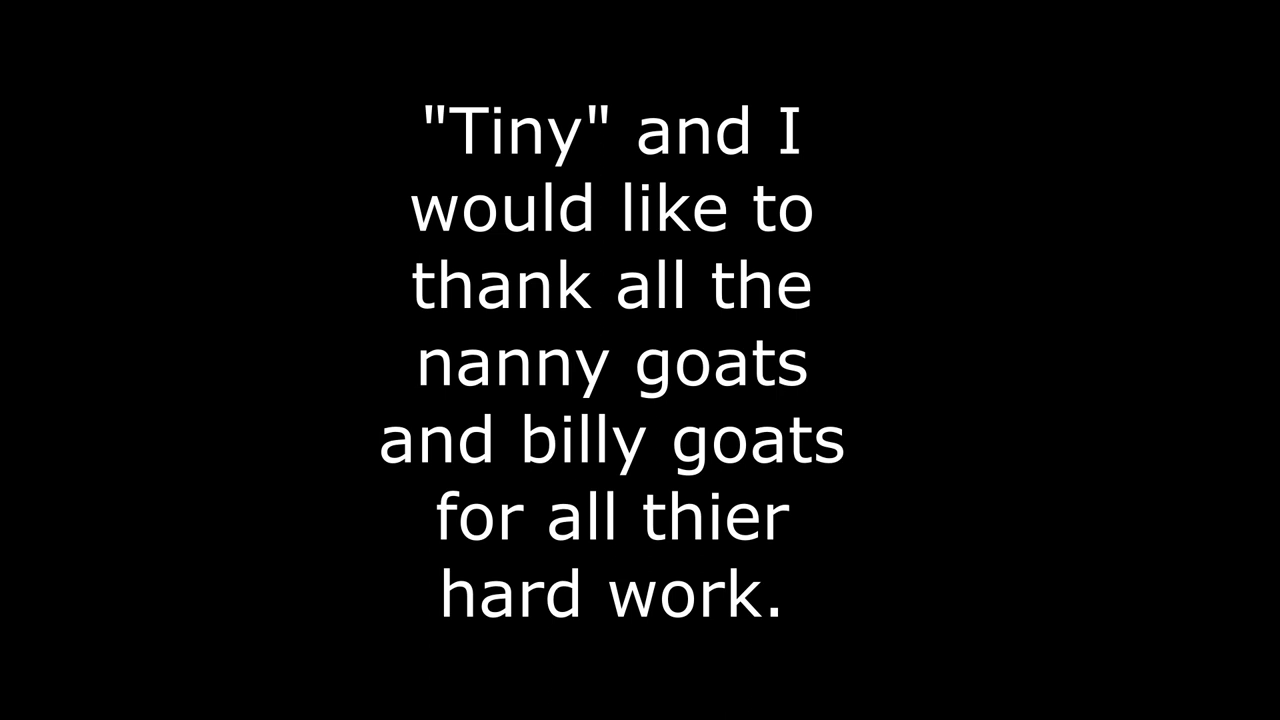 "Tiny" and I
would like to
thank all the
nanny goats
and billy goats
for all thier
hard work.